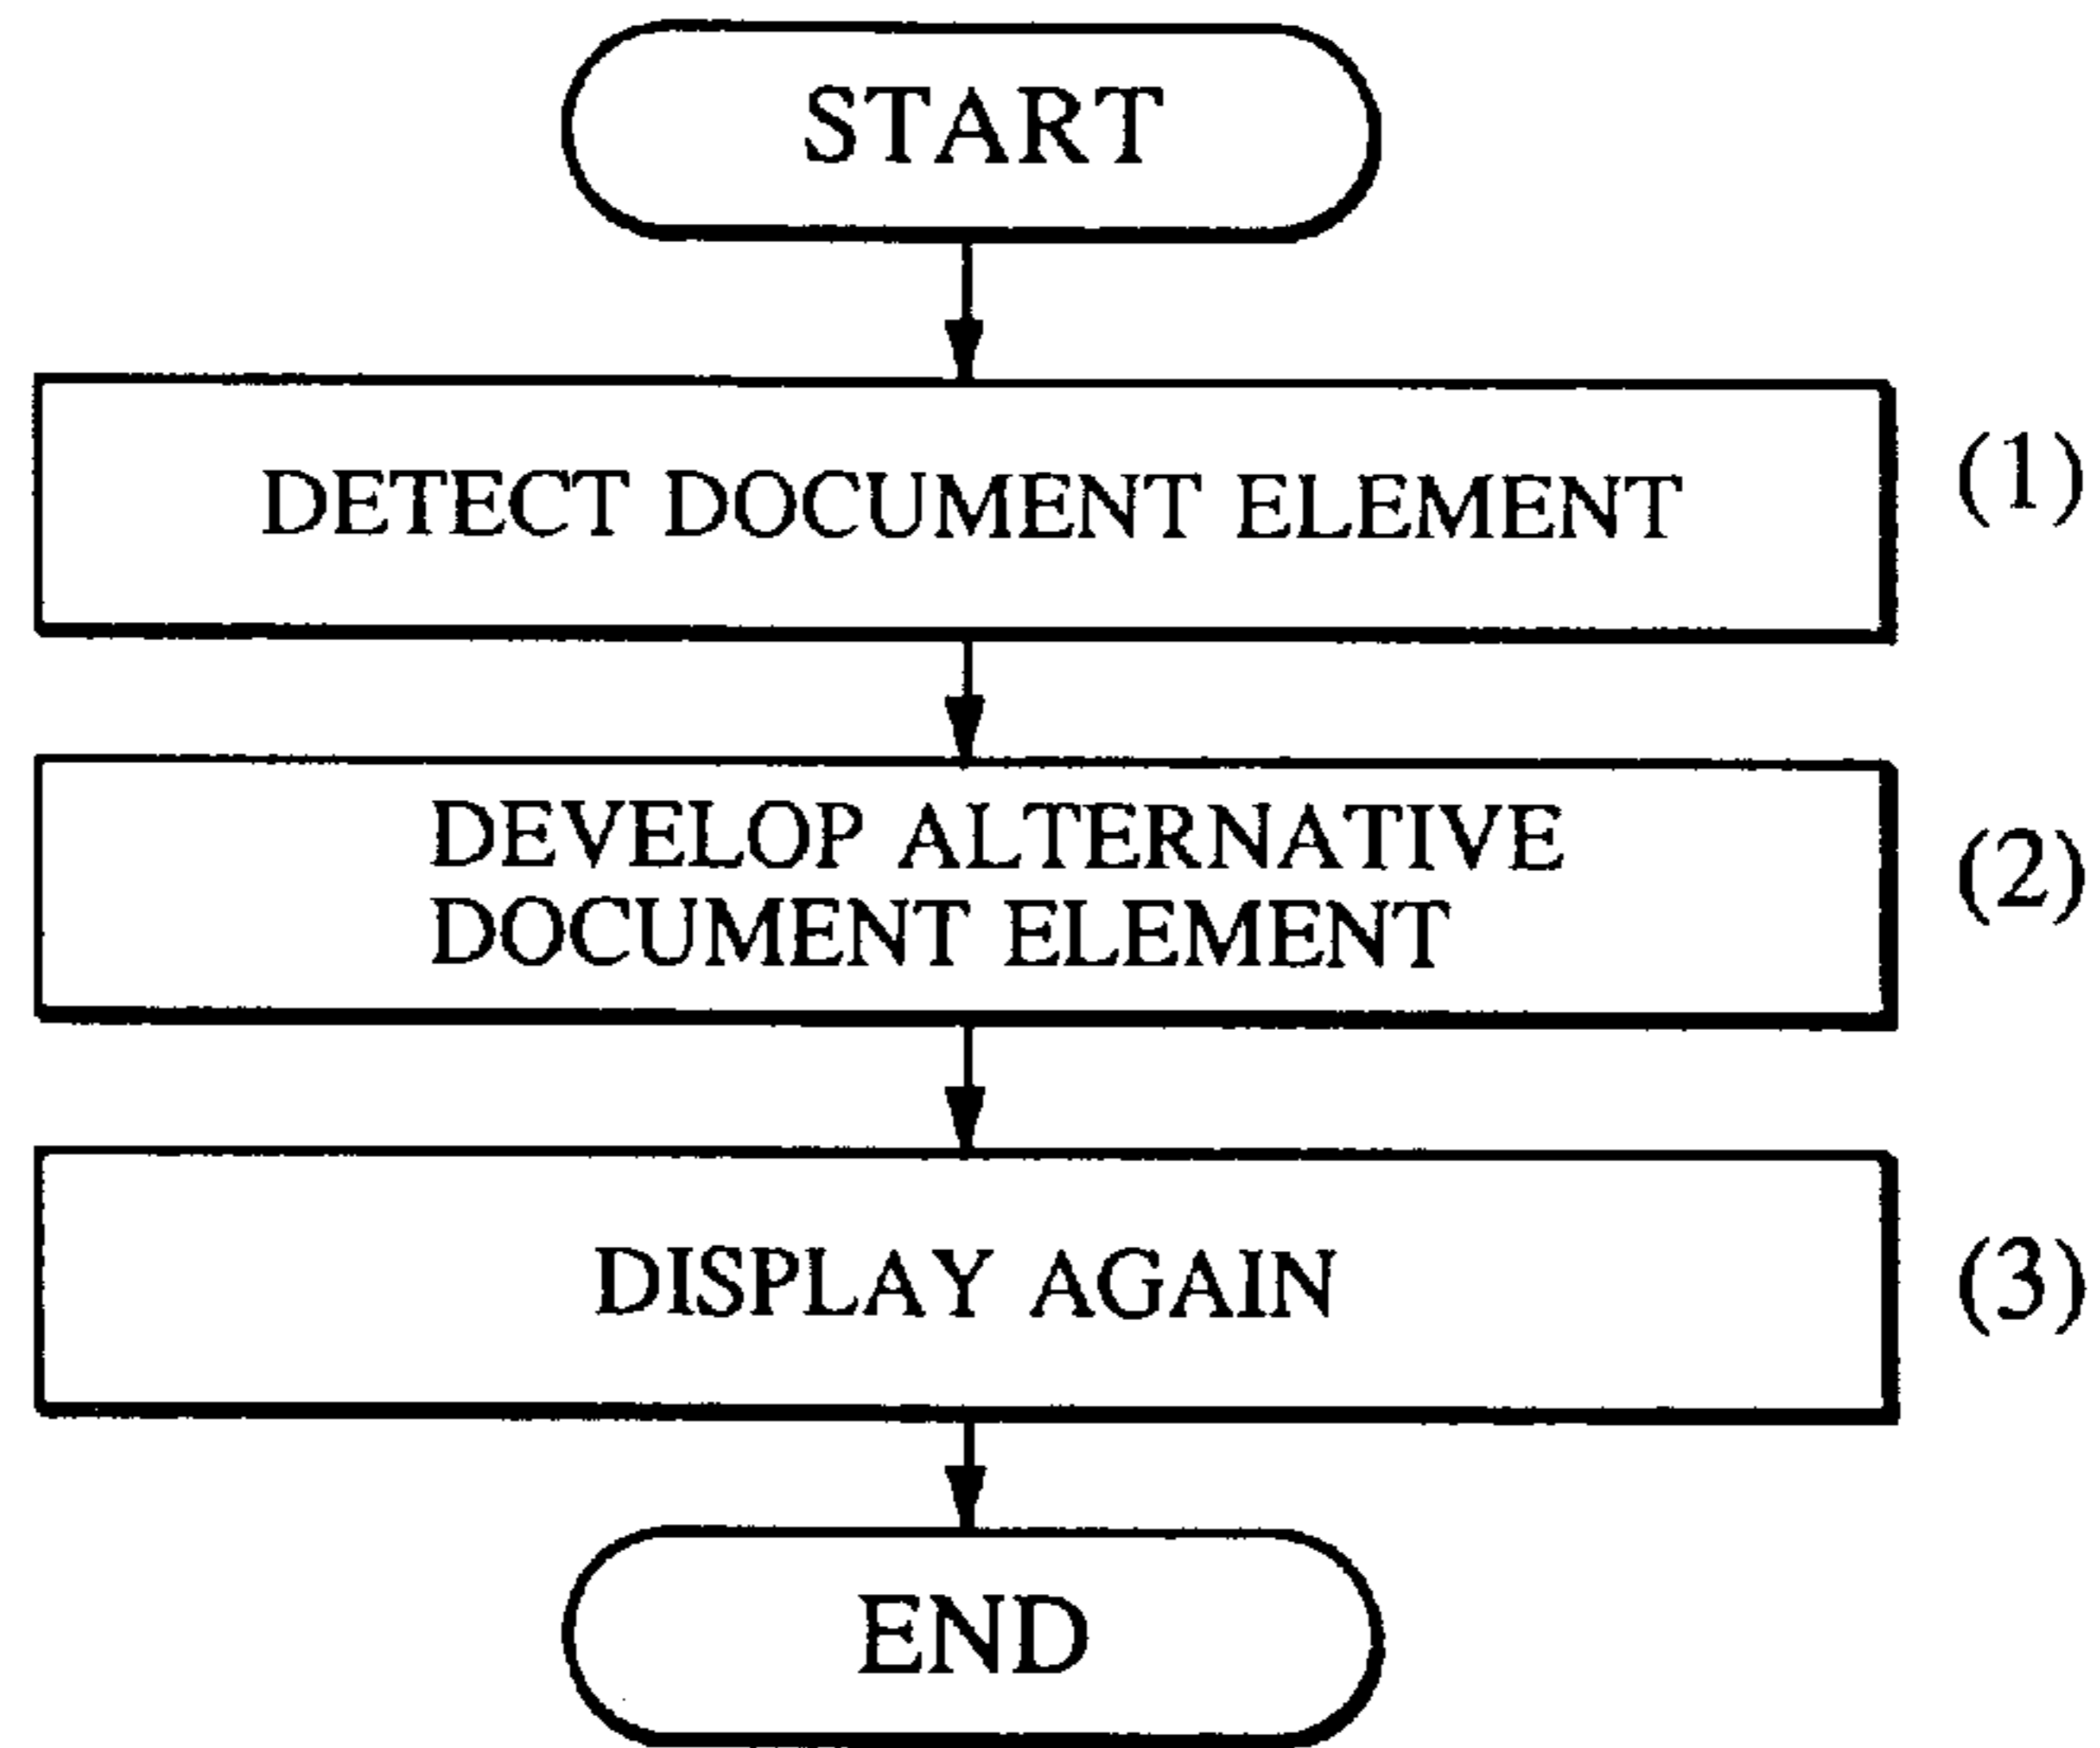 START
DETECT DOCUMENT ELEMENT
(1)
DEVELOP ALTERNATIVE
DOCUMENT ELEMENT
(2)
DISPLAY AGAIN
(3)
END